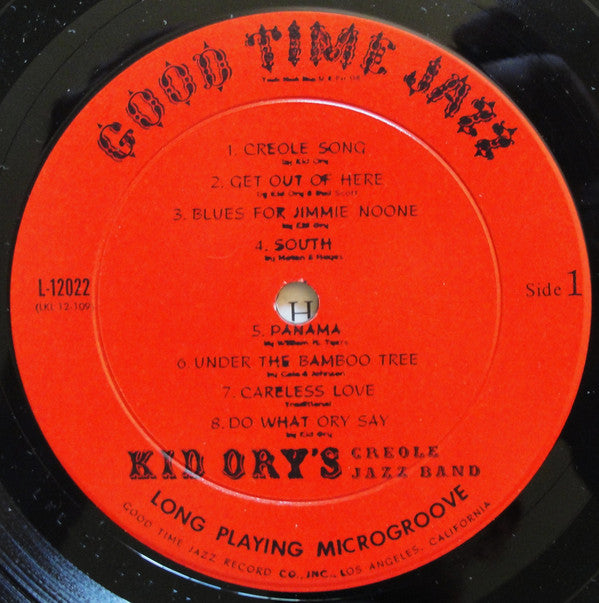 GOOD TIME JAZZ
1. CREOLE SONG
by Kid Ory
2. GET OUT OF HERE
by Kid Ory & Bud Scott
3. BLUES FOR JIMMIE NOONE
by Kid Ory
4. SOUTH
by Moten & Hayes
L-12022
(LKL 12-109)
Side 1
H
5. PANAMA
by William H. Tyers
6 UNDER THE BAMBOO TREE
by Cole & Johnson
7. CARELESS LOVE
Traditional
8. DO WHAT ORY SAY
by Kid Ory
KID ORY'S CREOLE
JAZZ BAND
LONG PLAYING MICROGROOVE
GOOD TIME JAZZ RECORD CO., INC., LOS ANGELES, CALIFORNIA